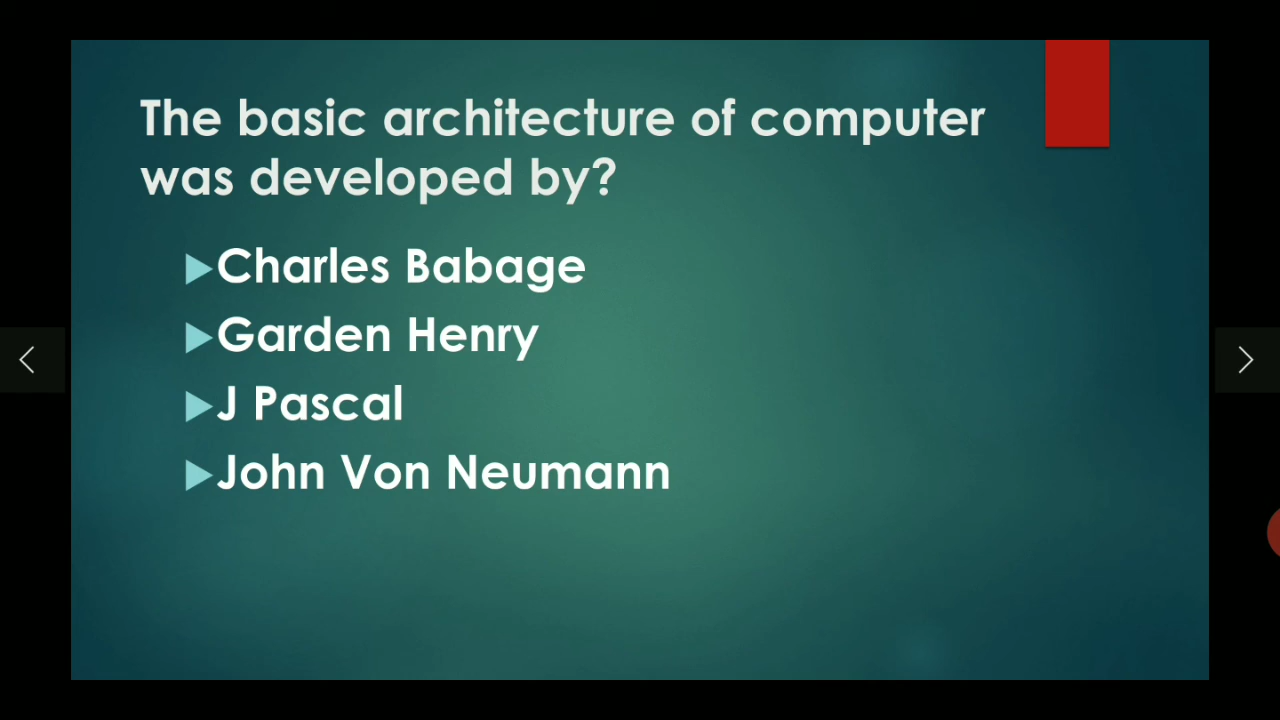 The basic architecture of computer
was developed by?
Charles Babage
Garden Henry
J Pascal
John Von Neumann